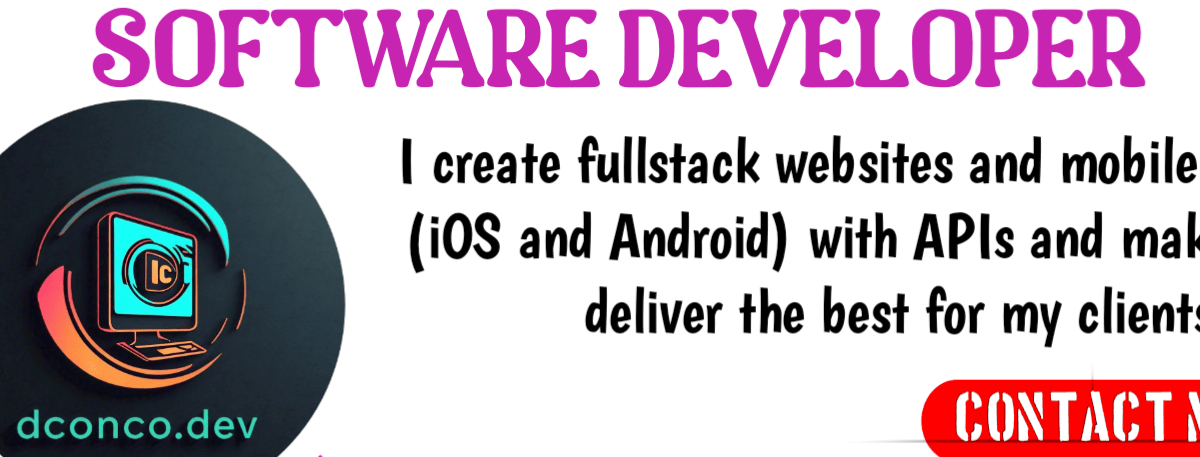 SOFTWARE DEVELOPER
I create fullstack websites and mobile
(iOS and Android) with APIs and mak
deliver the best for my clients
IC
dconco.dev
CONTACT